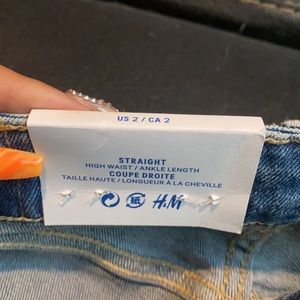 US 2 / CA 2
STRAIGHT
HIGH WAIST / ANKLE LENGTH
COUPE DROITE
TAILLE HAUTE / LONGUEUR À LA CHEVILLE
H&M